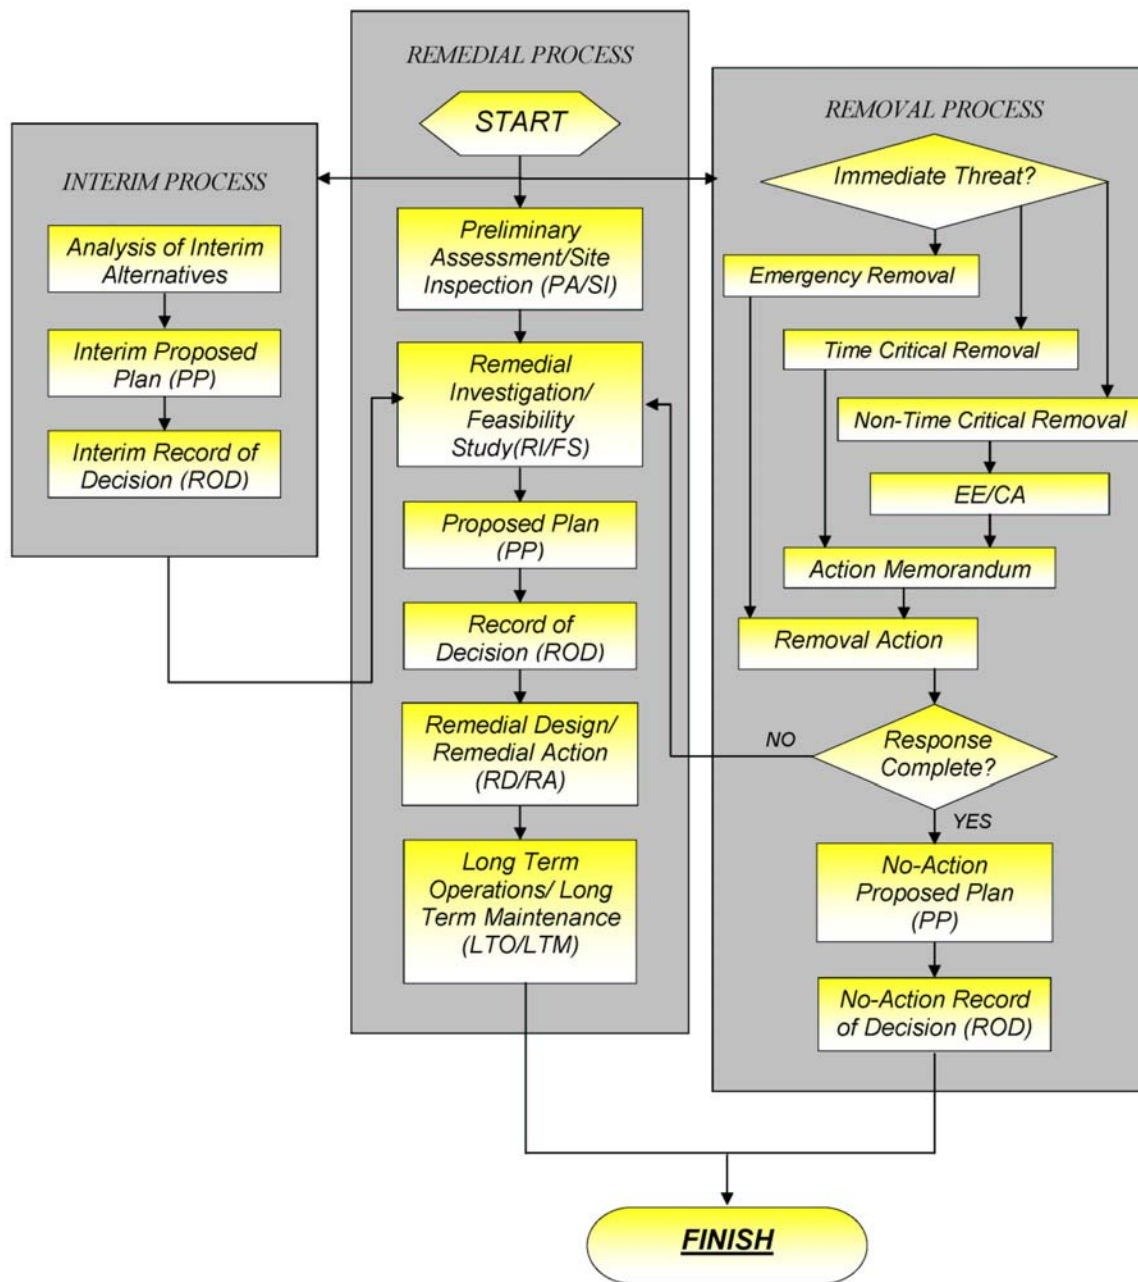 REMEDIAL PROCESS
START
Preliminary
Assessment/Site
Inspection (PA/SI)
Remedial
Investigation/
Feasibility
Study(RI/FS)
Proposed Plan
(PP)
Record of
Decision (ROD)
Remedial Design/
Remedial Action
(RD/RA)
Long Term
Operations/ Long
Term Maintenance
(LTO/LTM)
INTERIM PROCESS
Analysis of Interim
Alternatives
Interim Proposed
Plan (PP)
Interim Record of
Decision (ROD)
REMOVAL PROCESS
Immediate Threat?
Emergency Removal
Time Critical Removal
Non-Time Critical Removal
EE/CA
Action Memorandum
Removal Action
Response
Complete?
NO
YES
No-Action
Proposed Plan
(PP)
No-Action Record
of Decision (ROD)
FINISH